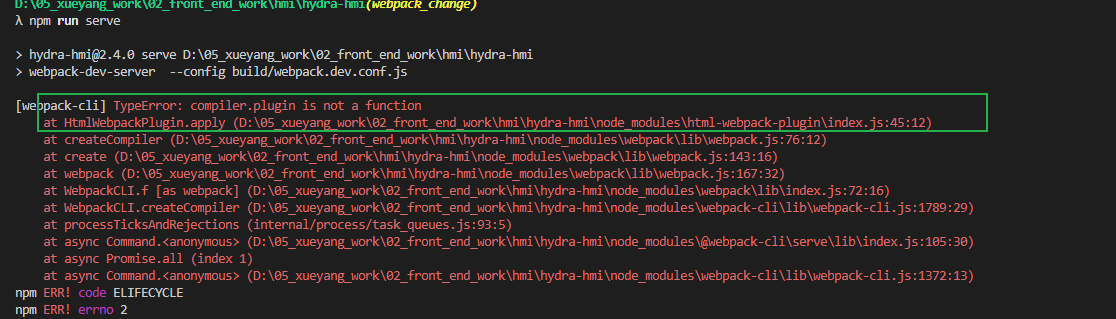 D:\05_xueyang_work\02_front_end_work\hmi\hydra-hmi(webpack_change)
λ npm run serve
> hydra-hmi@2.4.0 serve D:\05_xueyang_work\02_front_end_work\hmi\hydra-hmi
> webpack-dev-server  --config build/webpack.dev.conf.js
[webpack-cli] TypeError: compiler.plugin is not a function
    at HtmlWebpackPlugin.apply (D:\05_xueyang_work\02_front_end_work\hmi\hydra-hmi\node_modules\html-webpack-plugin\index.js:45:12)
    at createCompiler (D:\05_xueyang_work\02_front_end_work\hmi\hydra-hmi\node_modules\webpack\lib\webpack.js:76:12)
    at create (D:\05_xueyang_work\02_front_end_work\hmi\hydra-hmi\node_modules\webpack\lib\webpack.js:143:16)
    at webpack (D:\05_xueyang_work\02_front_end_work\hmi\hydra-hmi\node_modules\webpack\lib\webpack.js:167:32)
    at WebpackCLI.f [as webpack] (D:\05_xueyang_work\02_front_end_work\hmi\hydra-hmi\node_modules\webpack\lib\index.js:72:16)
    at WebpackCLI.createCompiler (D:\05_xueyang_work\02_front_end_work\hmi\hydra-hmi\node_modules\webpack-cli\lib\webpack-cli.js:1789:29)
    at processTicksAndRejections (internal/process/task_queues.js:93:5)
    at async Command.<anonymous> (D:\05_xueyang_work\02_front_end_work\hmi\hydra-hmi\node_modules\@webpack-cli\serve\lib\index.js:105:30)
    at async Promise.all (index 1)
    at async Command.<anonymous> (D:\05_xueyang_work\02_front_end_work\hmi\hydra-hmi\node_modules\webpack-cli\lib\webpack-cli.js:1372:13)
npm ERR! code ELIFECYCLE
npm ERR! errno 2